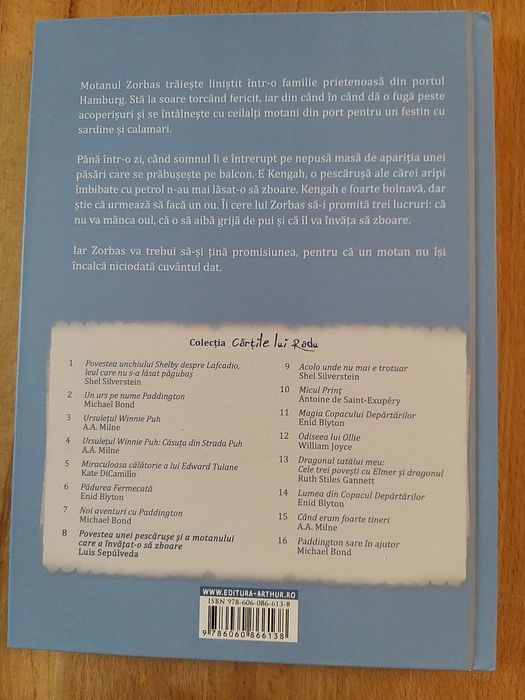 Motanul Zorbas trăiește liniștit într-o familie prietenoasă din portul
Hamburg. Stă la soare torcând fericit, iar din când în când dă o fugă peste
acoperișuri și se întâlnește cu ceilalți motani din port pentru un festin cu
sardine și calamari.
Până într-o zi, când somnul îi e întrerupt pe nepusă masă de apariția unei
păsări care se prăbușește pe balcon. E Kengah, o pescărușă ale cărei aripi
îmbibate cu petrol n-au mai lăsat-o să zboare. Kengah e foarte bolnavă, dar
știe că urmează să facă un ou. Îi cere lui Zorbas să-i promită trei lucruri: că
nu va mânca oul, că o să aibă grijă de pui și că îl va învăța să zboare.
Iar Zorbas va trebui să-și țină promisiunea, pentru că un motan nu își
încalcă niciodată cuvântul dat.
Colecția Cărțile lui Radu
1 Povestea unchiului Shelby despre Lafcadio,
leul care nu s-a lăsat păgubaș
Shel Silverstein
2 Un urs pe nume Paddington
Michael Bond
3 Ursulețul Winnie Puh
A.A. Milne
4 Ursulețul Winnie Puh: Căsuța din Strada Puh
A.A. Milne
5 Miraculoasa călătorie a lui Edward Tulane
Kate DiCamillo
6 Pădurea Fermecată
Enid Blyton
7 Noi aventuri cu Paddington
Michael Bond
8 Povestea unei pescărușe și a motanului
care a învățat-o să zboare
Luis Sepúlveda
9 Acolo unde nu mai e trotuar
Shel Silverstein
10 Micul Prinț
Antoine de Saint-Exupéry
11 Magia Copacului Depărtărilor
Enid Blyton
12 Odiseea lui Ollie
William Joyce
13 Dragonul tatălui meu:
Cele trei povești cu Elmer și dragonul
Ruth Stiles Gannett
14 Lumea din Copacul Depărtărilor
Enid Blyton
15 Când eram foarte tineri
A.A. Milne
16 Paddington sare în ajutor
Michael Bond
WWW.EDITURA-ARTHUR.RO
ISBN 978-606-086-613-8
9 786060 866138